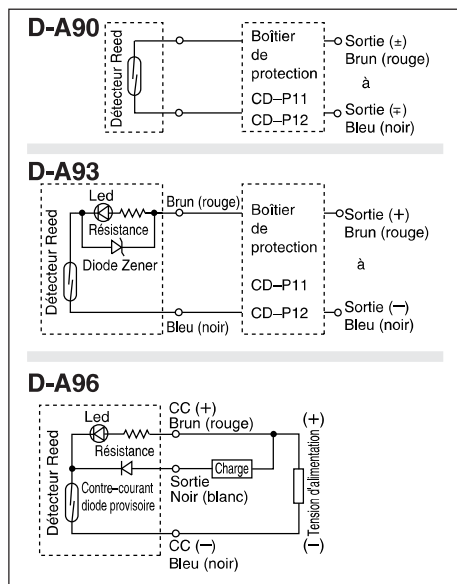 D-A90
Détecteur Reed
Boîtier
de
protection
CD–P11
CD–P12
Sortie (±)
Brun (rouge)
à
Sortie (∓)
Bleu (noir)
D-A93
Détecteur Reed
Led
Résistance
Diode Zener
Brun (rouge)
Bleu (noir)
Boîtier
de
protection
CD–P11
CD–P12
Sortie (+)
Brun (rouge)
à
Sortie (—)
Bleu (noir)
D-A96
Détecteur Reed
Led
Résistance
Contre–courant
diode provisoire
CC (+)
Brun (rouge)
Charge
Sortie
Noir (blanc)
CC (—)
Bleu (noir)
(+)
Tension d'alimentation
(—)